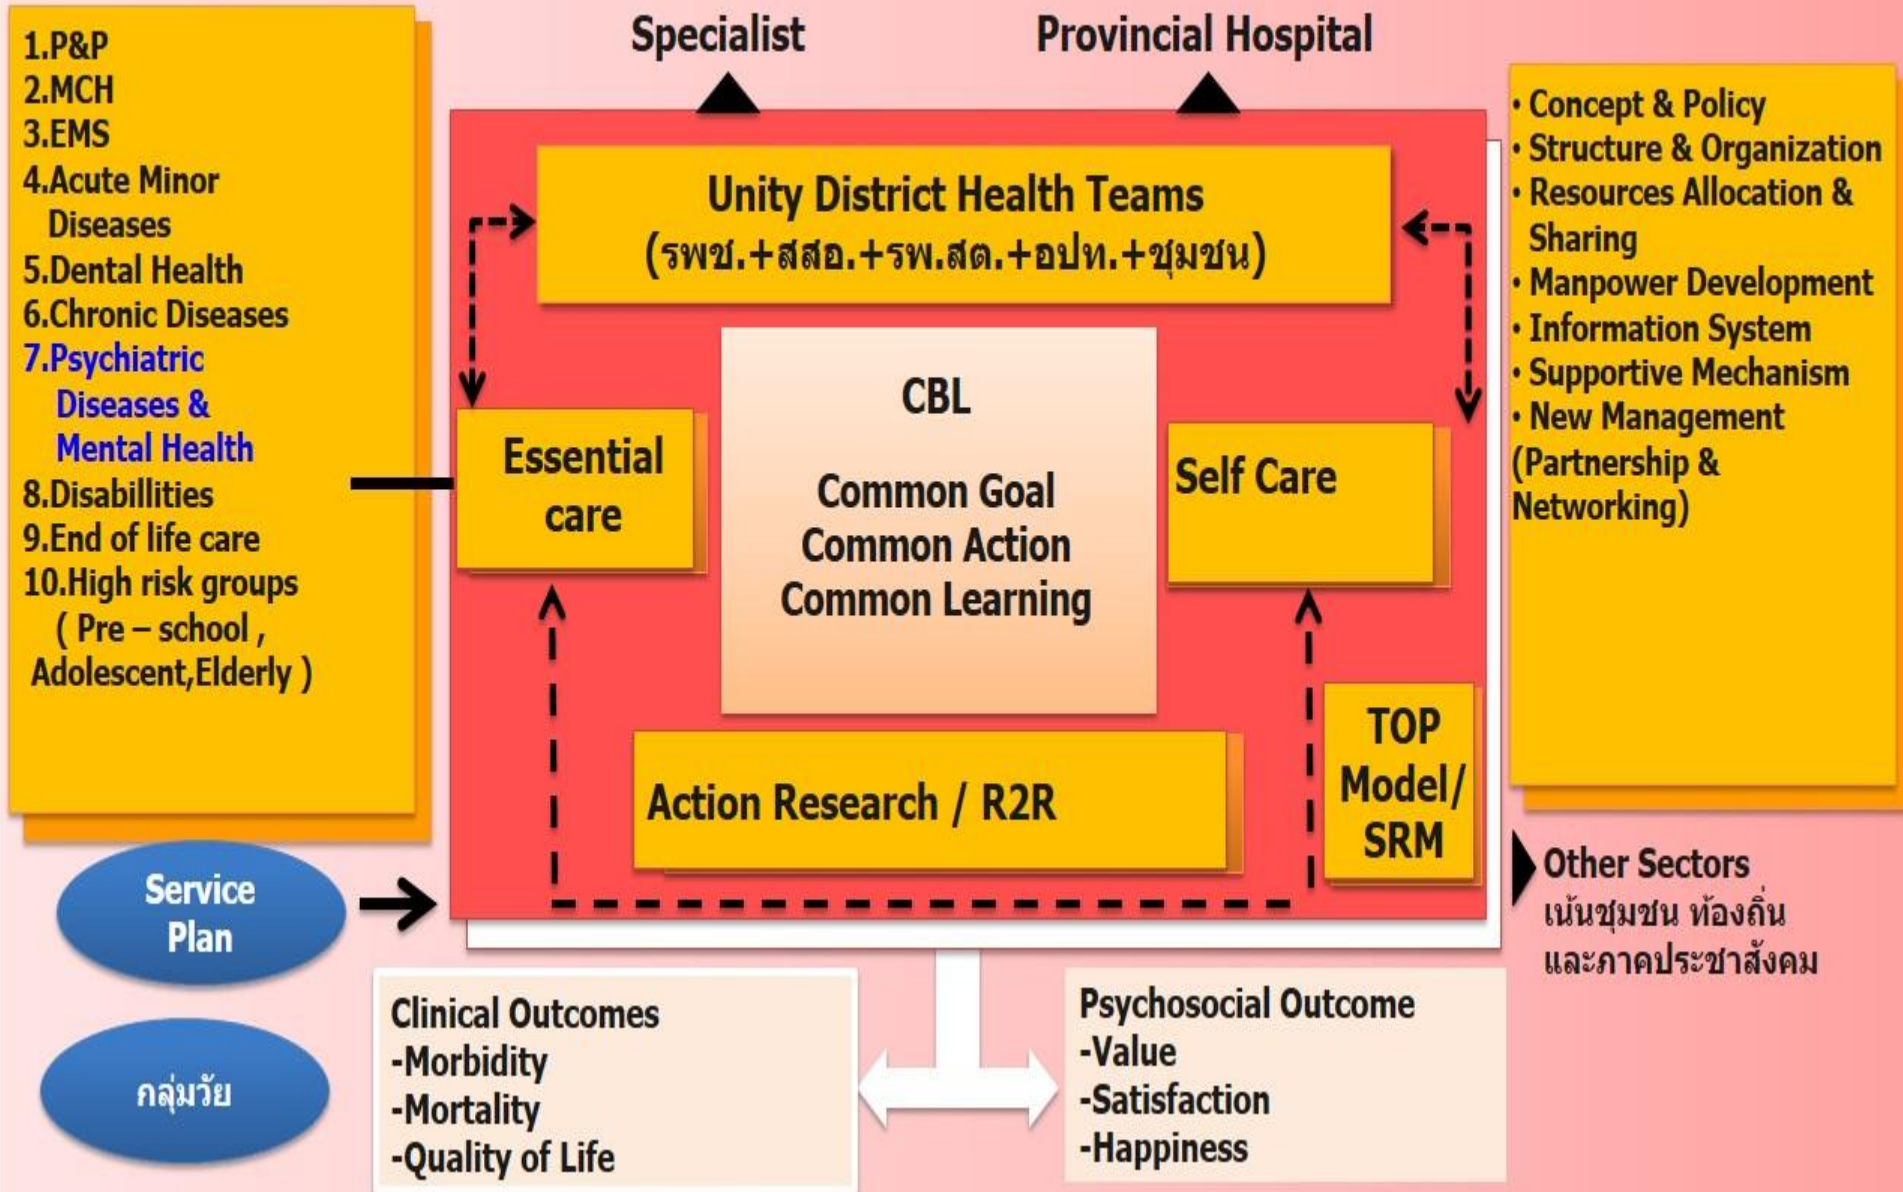 1.P&P
2.MCH
3.EMS
4.Acute Minor
Diseases
5.Dental Health
6.Chronic Diseases
7.Psychiatric
Diseases &
Mental Health
8.Disabillities
9.End of life care
10.High risk groups
( Pre – school ,
Adolescent,Elderly )
Service
Plan
กลุ่มวัย
Specialist
Provincial Hospital
Unity District Health Teams
(รพช.+สสอ.+รพ.สต.+อปท.+ชุมชน)
Essential
care
CBL
Common Goal
Common Action
Common Learning
Self Care
Action Research / R2R
TOP
Model/
SRM
• Concept & Policy
• Structure & Organization
• Resources Allocation &
Sharing
• Manpower Development
• Information System
• Supportive Mechanism
• New Management
(Partnership &
Networking)
Other Sectors
เน้นชุมชน ท้องถิ่น
และภาคประชาสังคม
Clinical Outcomes
-Morbidity
-Mortality
-Quality of Life
Psychosocial Outcome
-Value
-Satisfaction
-Happiness